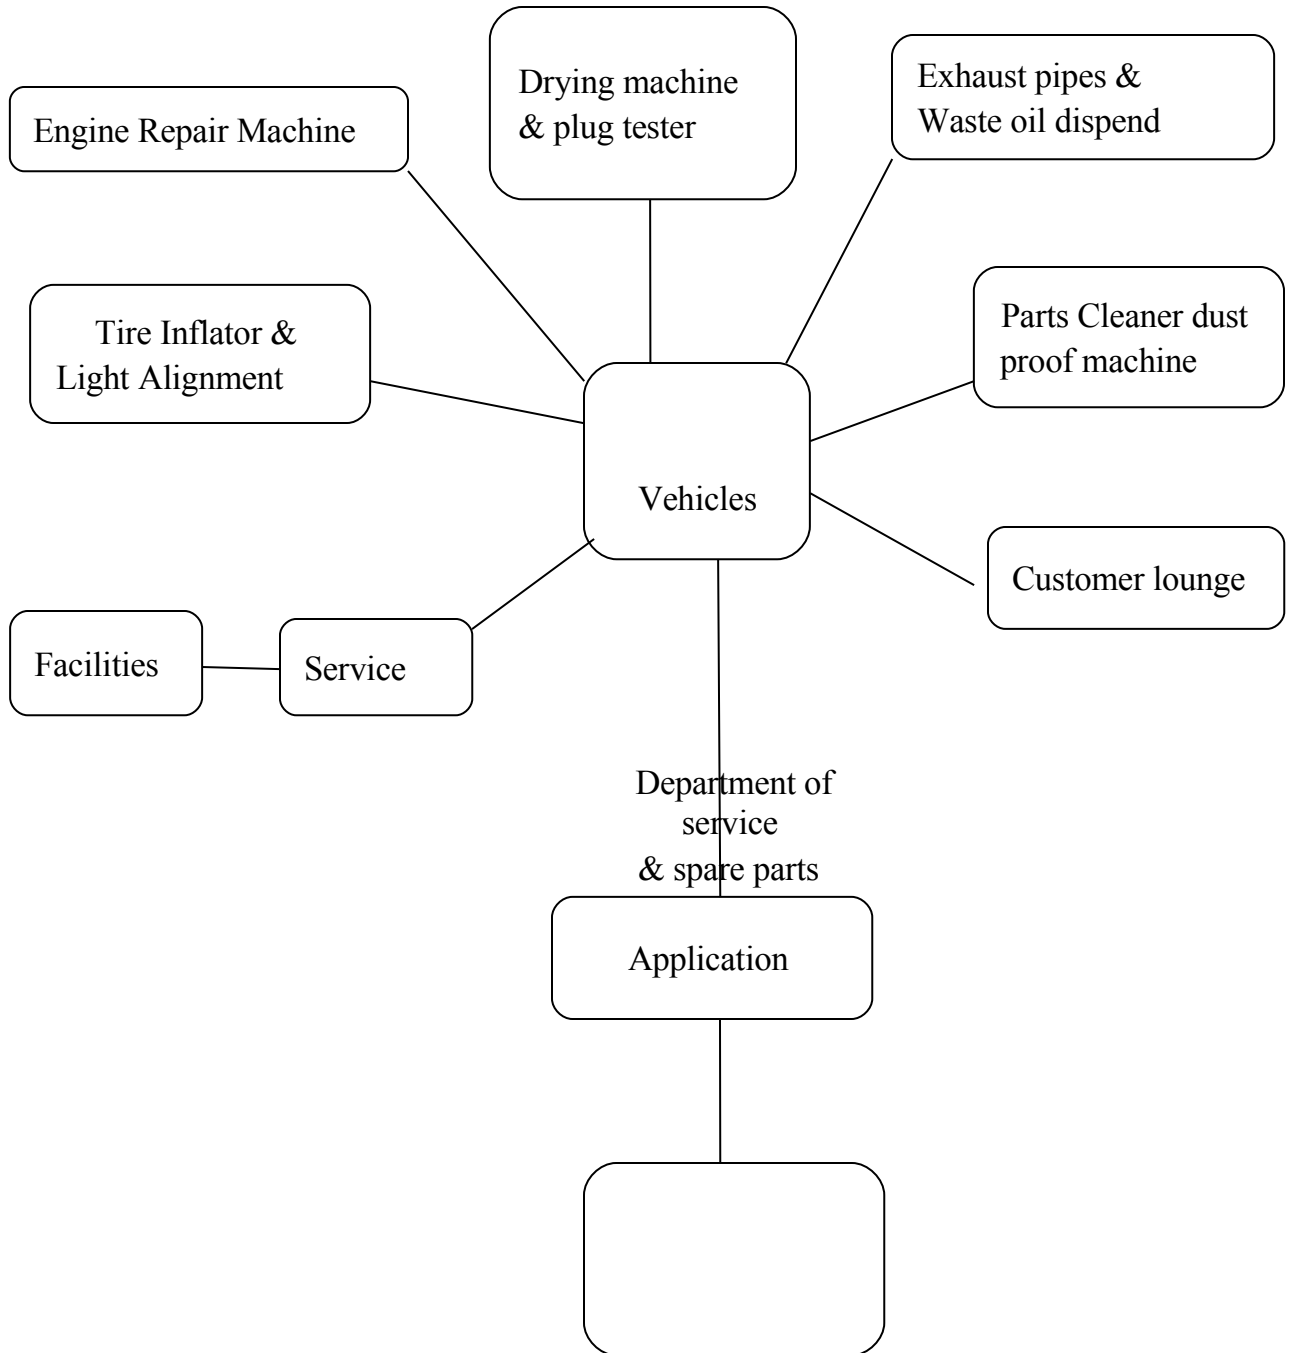 Drying machine
& plug tester
Exhaust pipes &
Waste oil dispend
Engine Repair Machine
Tire Inflator &
Light Alignment
Parts Cleaner dust
proof machine
Vehicles
Customer lounge
Facilities
Service
Department of
service
& spare parts
Application